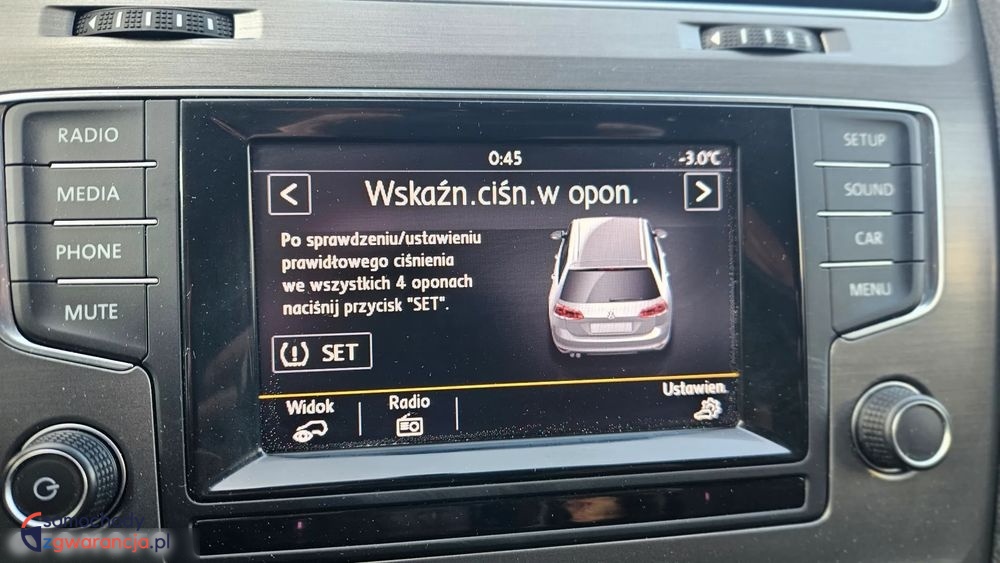 RADIO
MEDIA
PHONE
MUTE
SETUP
SOUND
CAR
MENU
0:45
-3.0°C
<
Wskaźn.ciśn.w opon.
>
Po sprawdzeniu/ustawieniu
prawidłowego ciśnienia
we wszystkich 4 oponach
naciśnij przycisk "SET".
(!) SET
Widok
Radio
Ustawien.
samochody
zgwarancja.pl